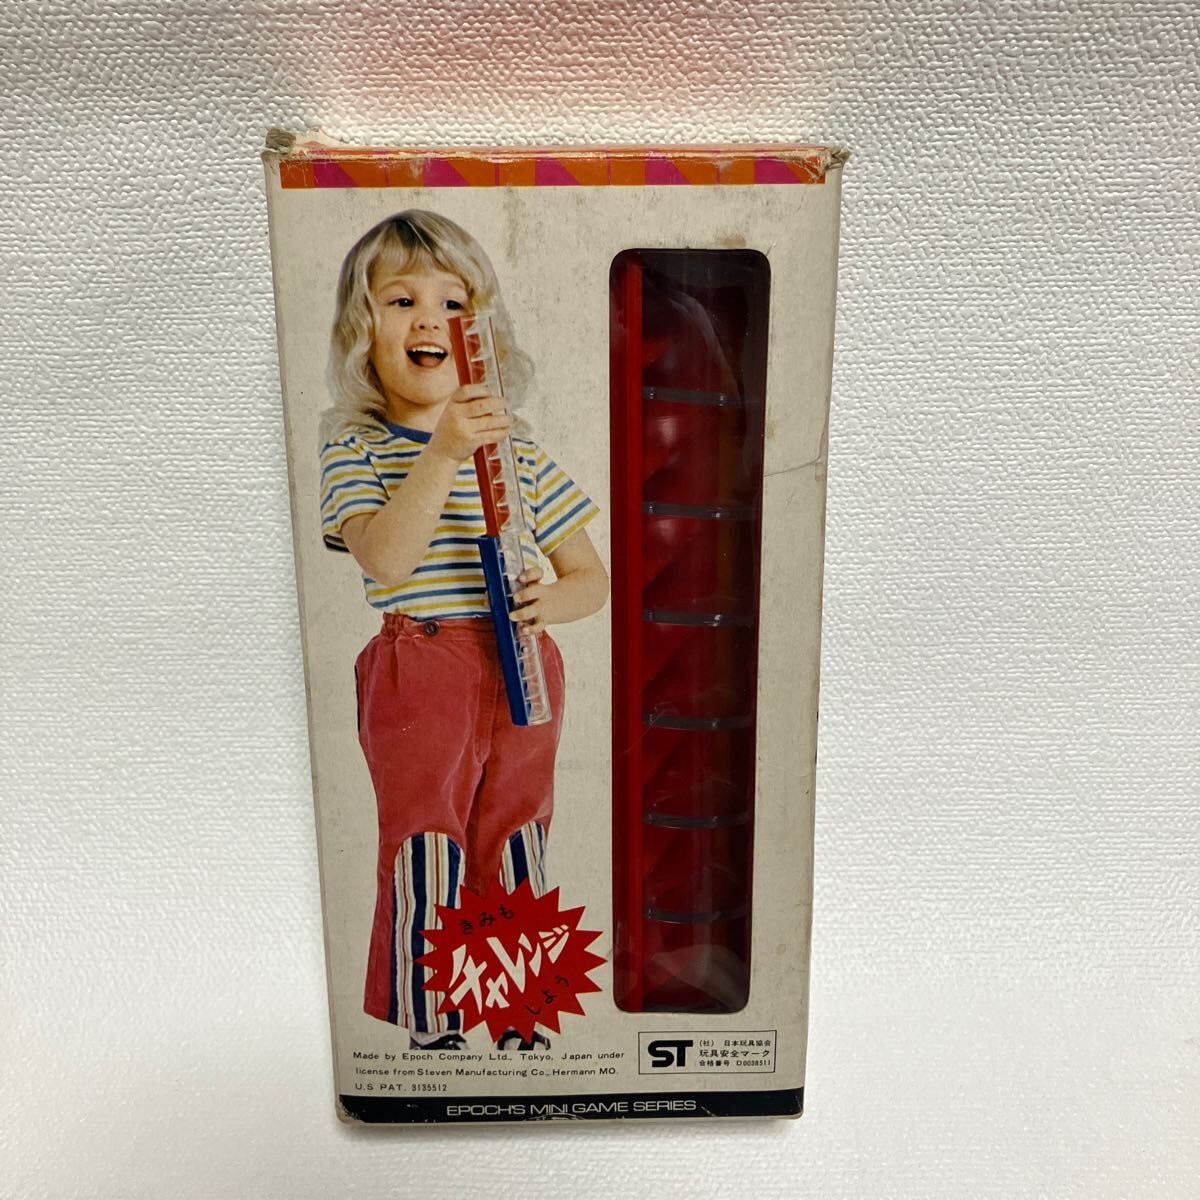 きみも
チャレンジ
しよう
Made by Epoch Company Ltd., Tokyo, Japan under
license from Steven Manufacturing Co., Hermann MO.
U.S PAT. 3135512
ST
(社) 日本玩具協会
玩具安全マーク
合格番号 D0038511
EPOCH'S MINI GAME SERIES